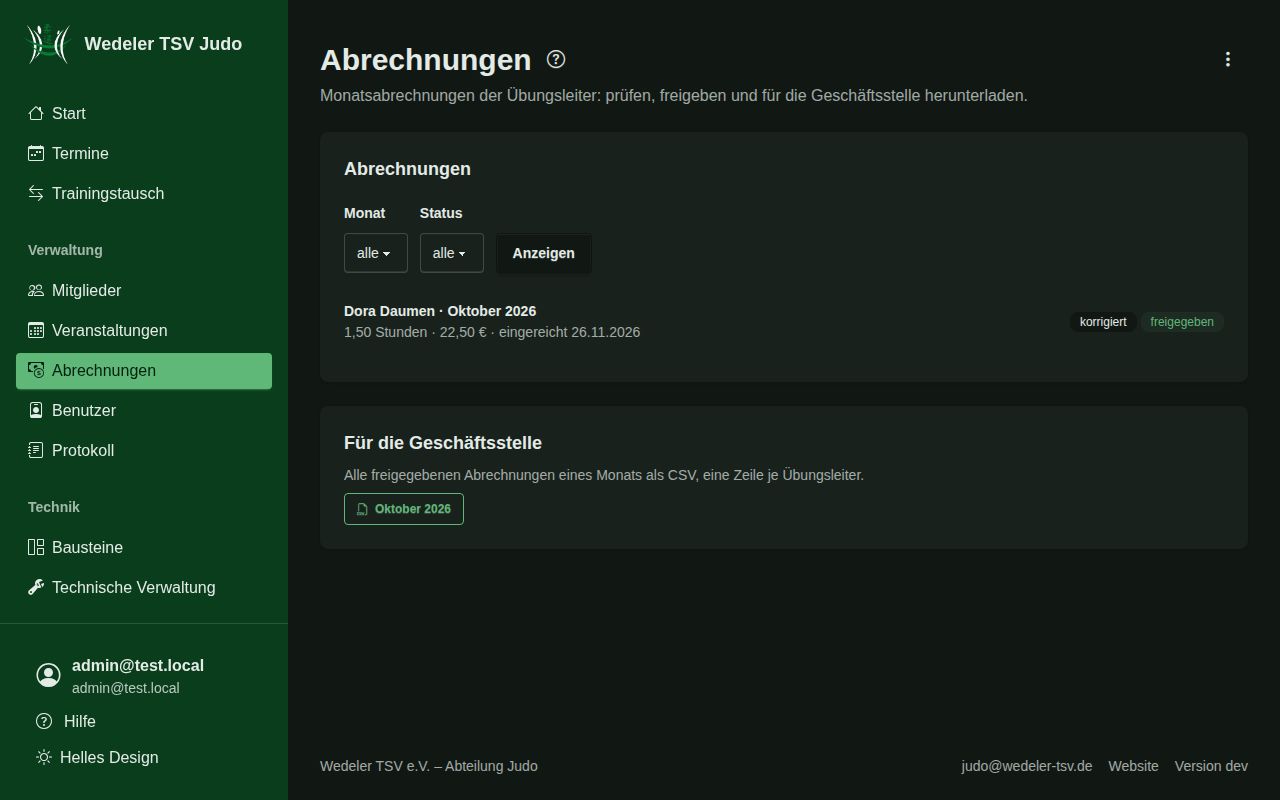 Wedeler TSV Judo
Start
Termine
Trainingstausch
Verwaltung
Mitglieder
Veranstaltungen
Abrechnungen
Benutzer
Protokoll
Technik
Bausteine
Technische Verwaltung
admin@test.local
admin@test.local
Hilfe
Helles Design
Abrechnungen
Monatsabrechnungen der Übungsleiter: prüfen, freigeben und für die Geschäftsstelle herunterladen.
Abrechnungen
Monat Status
alle alle Anzeigen
Dora Daumen · Oktober 2026
1,50 Stunden · 22,50 € · eingereicht 26.11.2026
korrigiert freigegeben
Für die Geschäftsstelle
Alle freigegebenen Abrechnungen eines Monats als CSV, eine Zeile je Übungsleiter.
Oktober 2026
Wedeler TSV e.V. – Abteilung Judo
judo@wedeler-tsv.de Website Version dev